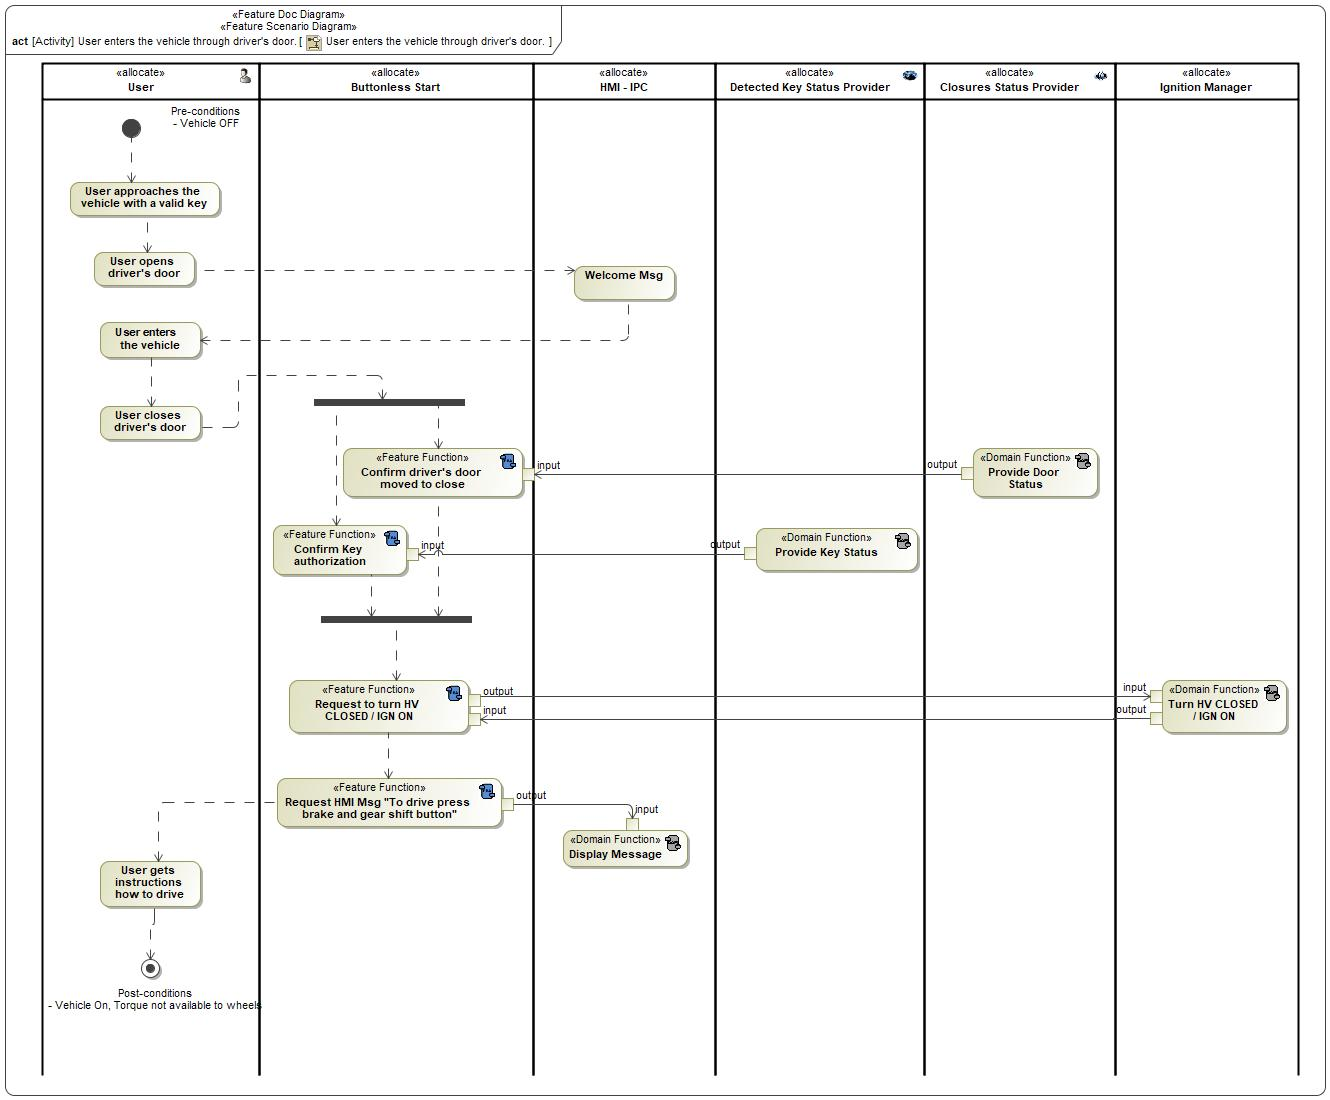 «Feature Doc Diagram»
«Feature Scenario Diagram»
act [Activity] User enters the vehicle through driver's door. [ User enters the vehicle through driver's door. ]
«allocate»
User
«allocate»
Buttonless Start
«allocate»
HMI - IPC
«allocate»
Detected Key Status Provider
«allocate»
Closures Status Provider
«allocate»
Ignition Manager
Pre-conditions
- Vehicle OFF
User approaches the
vehicle with a valid key
User opens
driver's door
Welcome Msg
User enters
the vehicle
User closes
driver's door
«Feature Function»
Confirm driver's door
moved to close
input
output
«Domain Function»
Provide Door
Status
«Feature Function»
Confirm Key
authorization
input
output
«Domain Function»
Provide Key Status
«Feature Function»
Request to turn HV
CLOSED / IGN ON
output
input
input
output
«Domain Function»
Turn HV CLOSED
/ IGN ON
«Feature Function»
Request HMI Msg "To drive press
brake and gear shift button"
output
input
«Domain Function»
Display Message
User gets
instructions
how to drive
Post-conditions
- Vehicle On, Torque not available to wheels